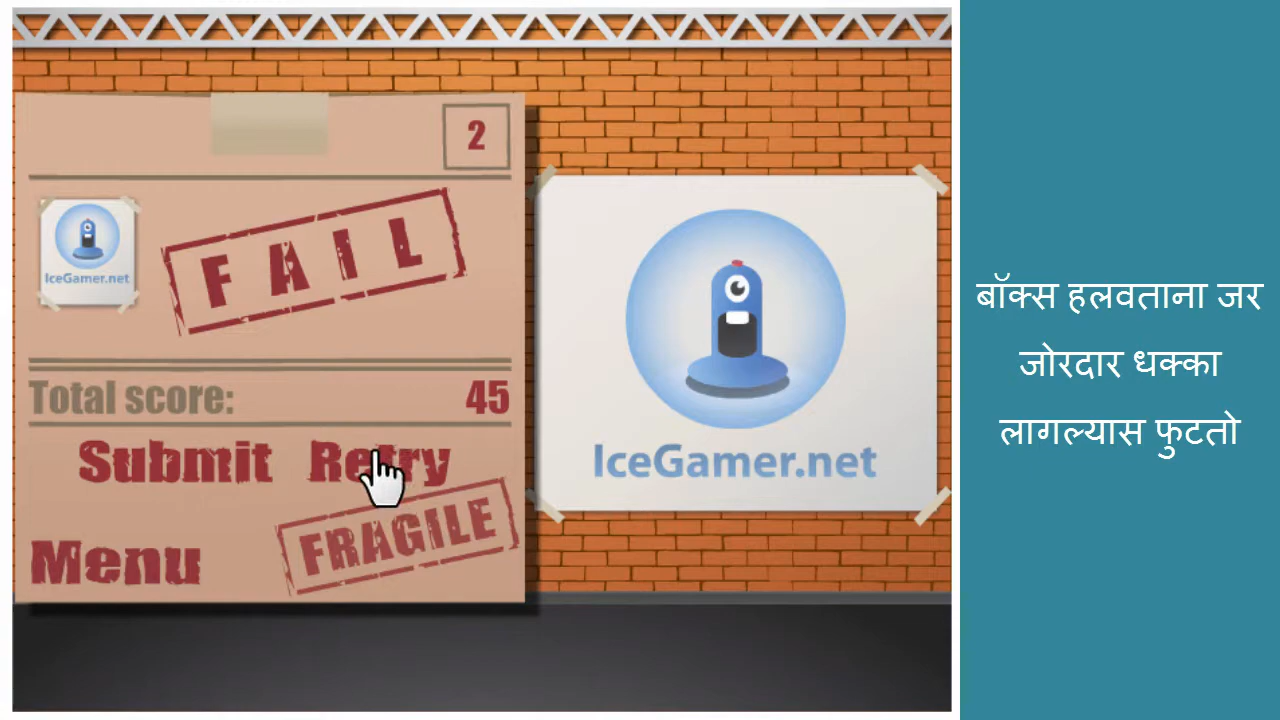 2
IceGamer.net
FAIL
Total score: 45
Submit Retry
FRAGILE
Menu
IceGamer.net
बॉक्स हलवताना जर
जोरदार धक्का
लागल्यास फुटतो